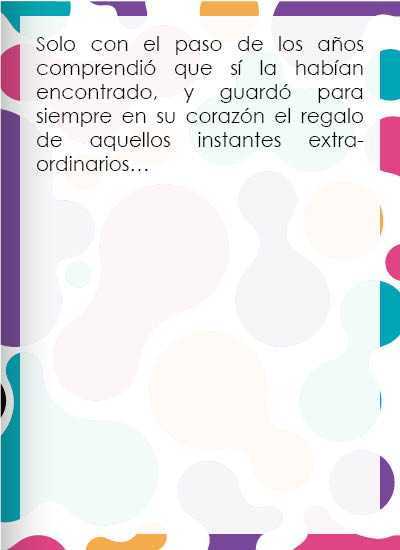 Solo con el paso de los años
comprendió que sí la habían
encontrado, y guardó para
siempre en su corazón el regalo
de aquellos instantes extra-
ordinarios…